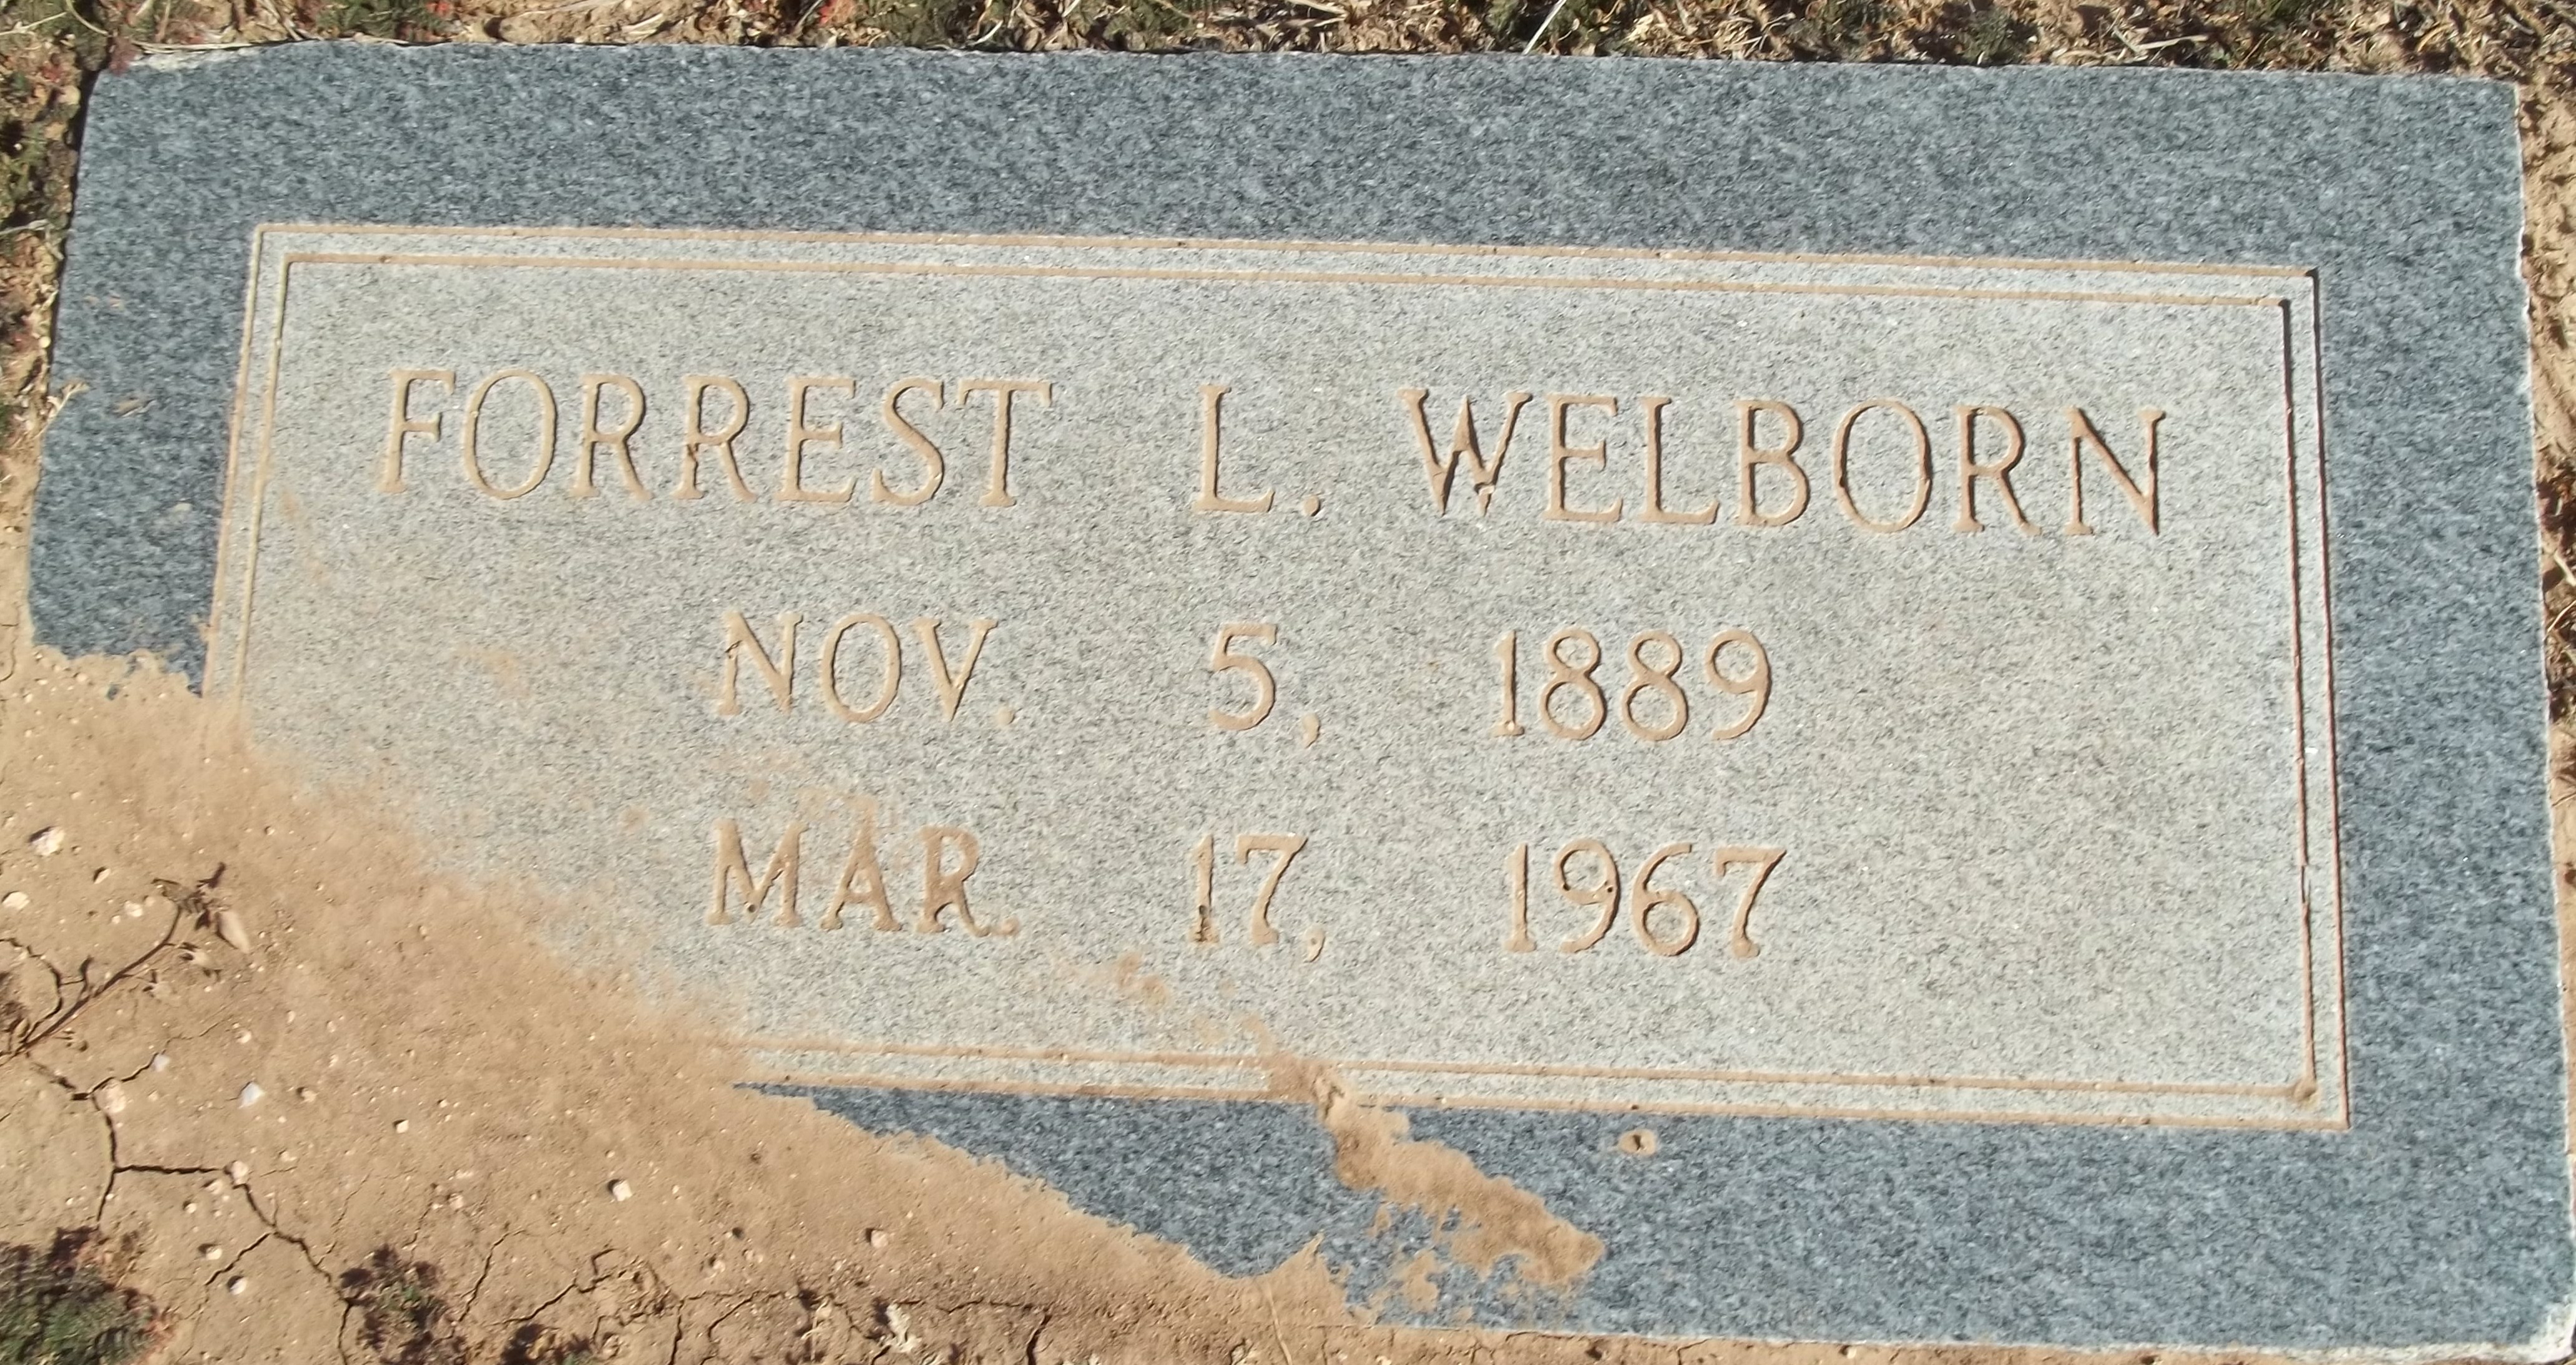 FORREST L. WELBORN
NOV. 5, 1889
MAR. 17, 1967